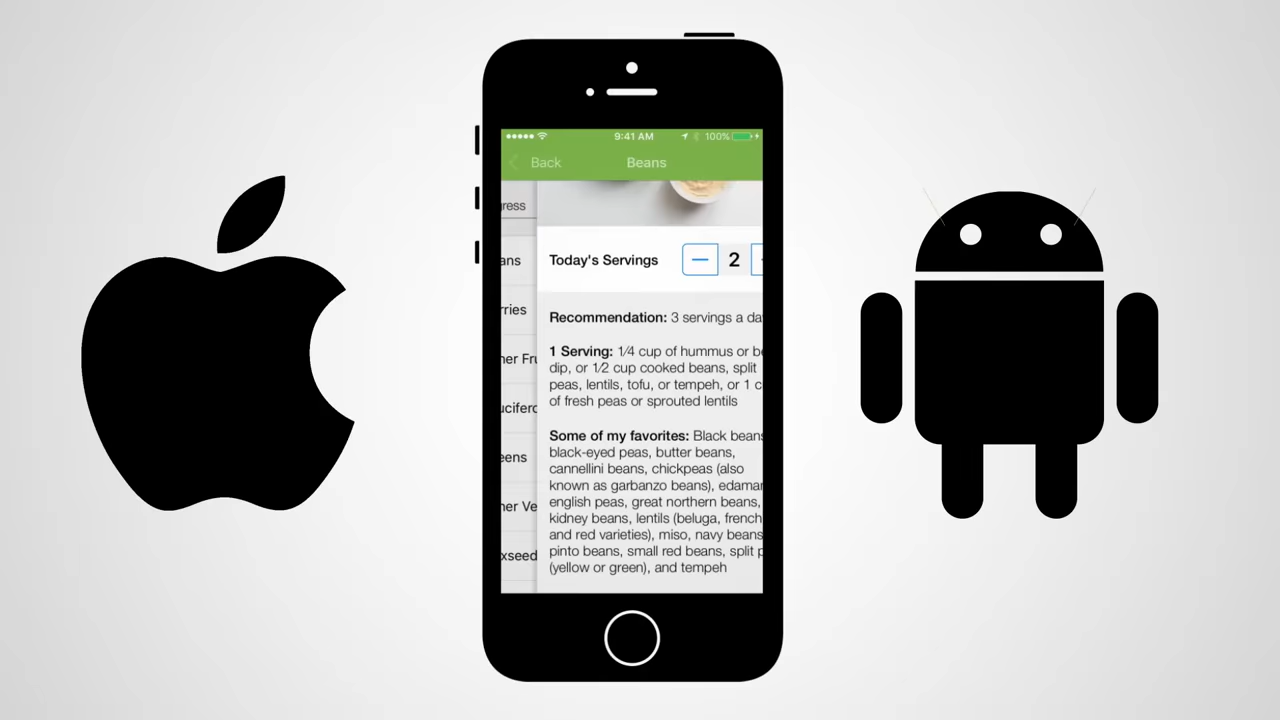 9:41 AM 100%
Back Beans
gress
Today's Servings 2
ans
Recommendation: 3 servings a da
rries
1 Serving: 1/4 cup of hummus or be
dip, or 1/2 cup cooked beans, split
her Fru
peas, lentils, tofu, or tempeh, or 1 c
of fresh peas or sprouted lentils
ucifero
Some of my favorites: Black beans
black-eyed peas, butter beans,
eens
cannellini beans, chickpeas (also
known as garbanzo beans), edamam
english peas, great northern beans,
her Ve
kidney beans, lentils (beluga, french
and red varieties), miso, navy beans
pinto beans, small red beans, split p
xseed
(yellow or green), and tempeh